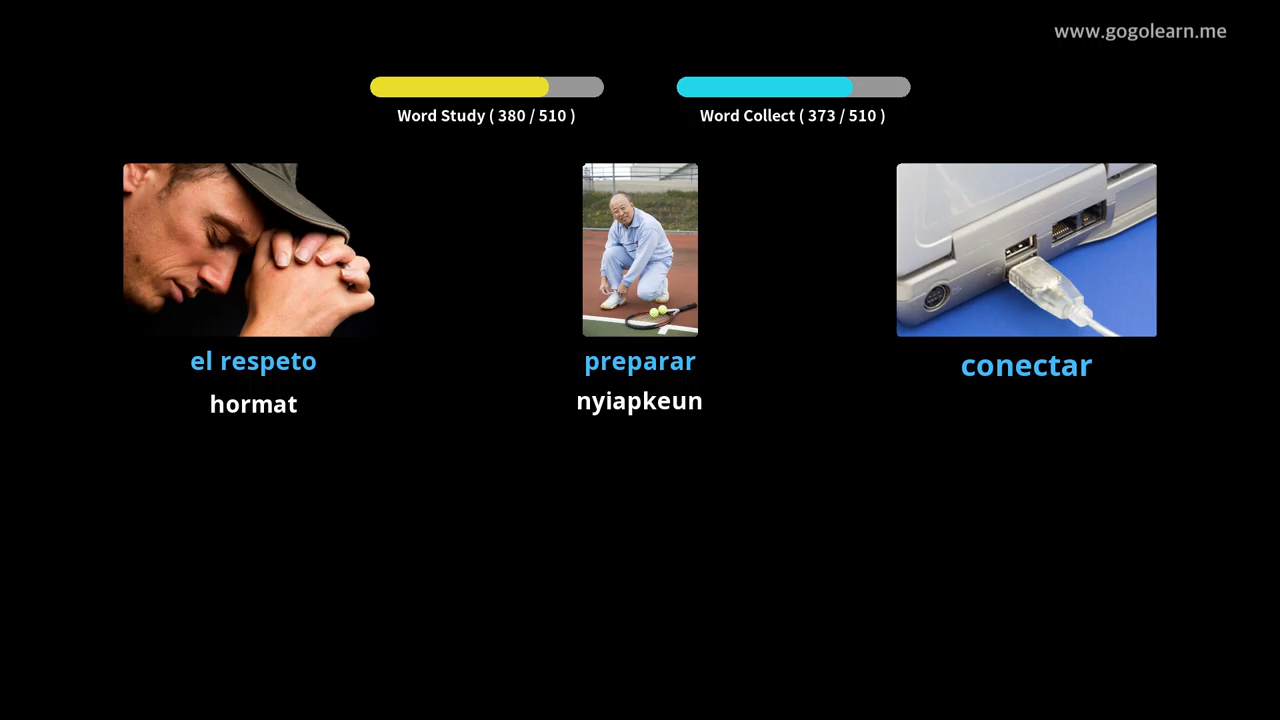 www.gogolearn.me
Word Study ( 380 / 510 )
Word Collect ( 373 / 510 )
el respeto
hormat
preparar
nyiapkeun
conectar